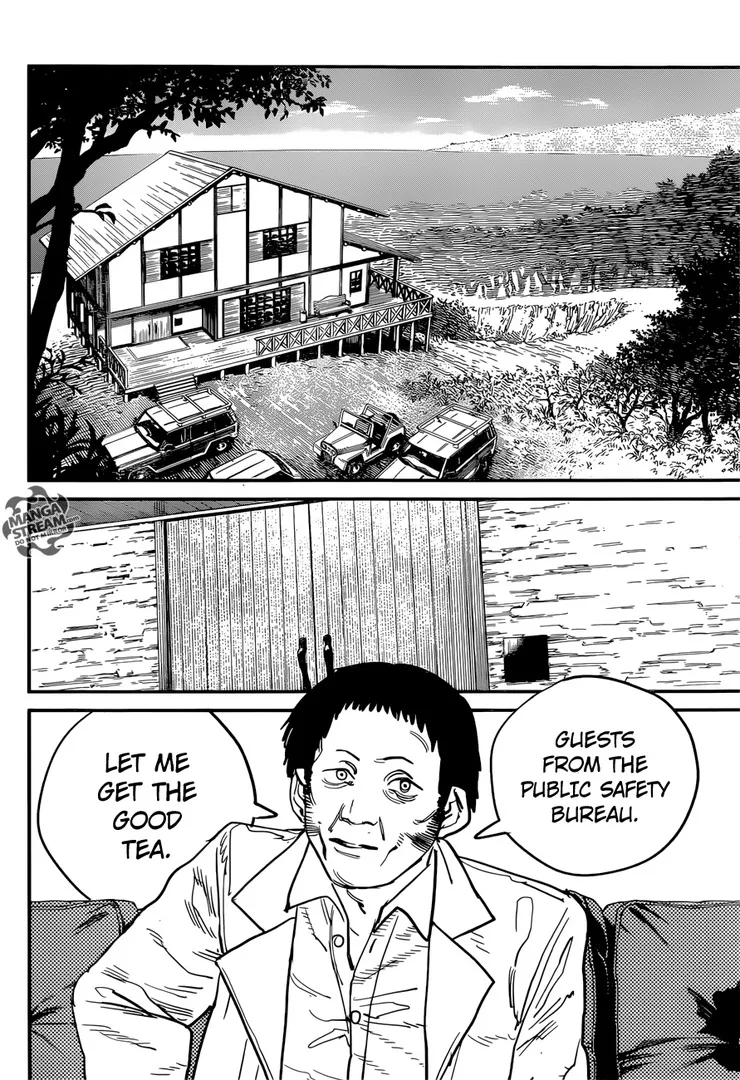 MANGA
STREAM
GUESTS
FROM THE
PUBLIC SAFETY
BUREAU.
LET ME
GET THE
GOOD
TEA.